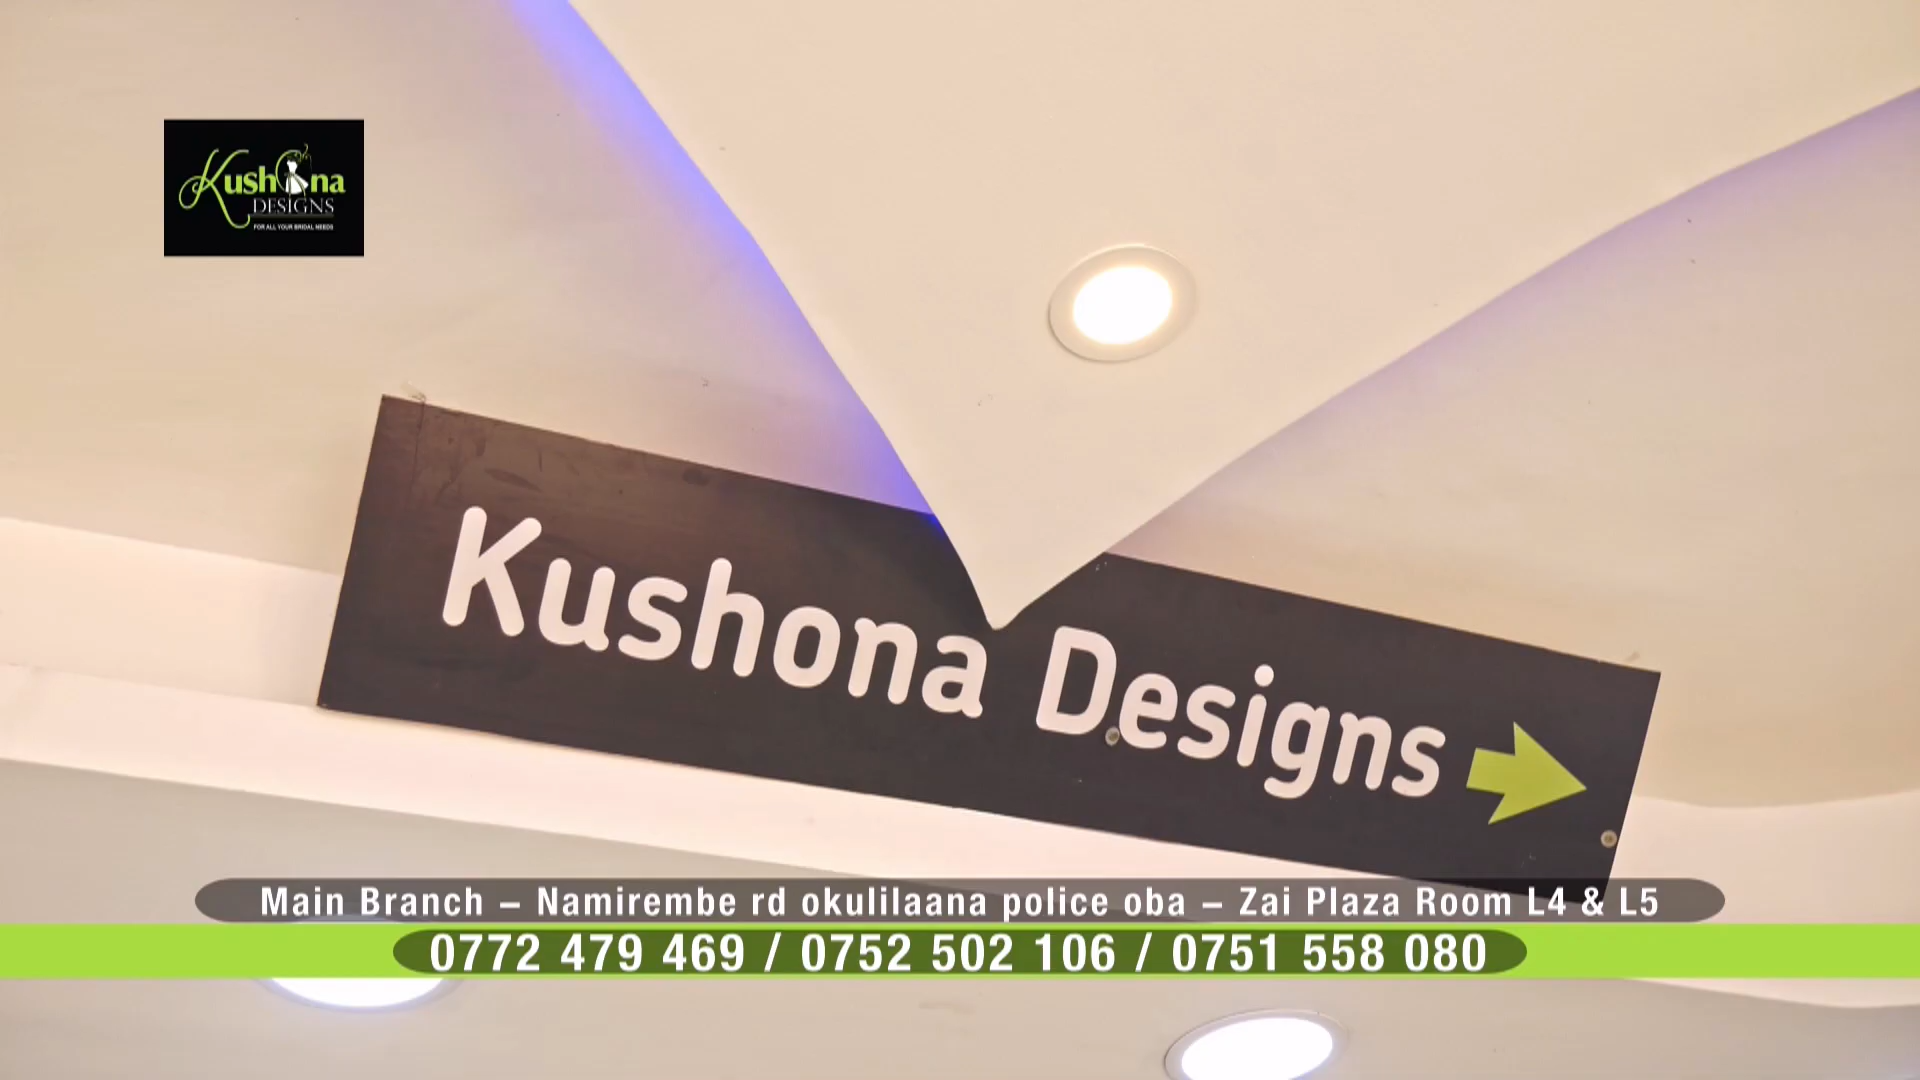 Kushona
DESIGNS
FOR ALL YOUR BRIDAL NEEDS
Kushona Designs
Main Branch – Namirembe rd okulilaana police oba – Zai Plaza Room L4 & L5
0772 479 469 / 0752 502 106 / 0751 558 080